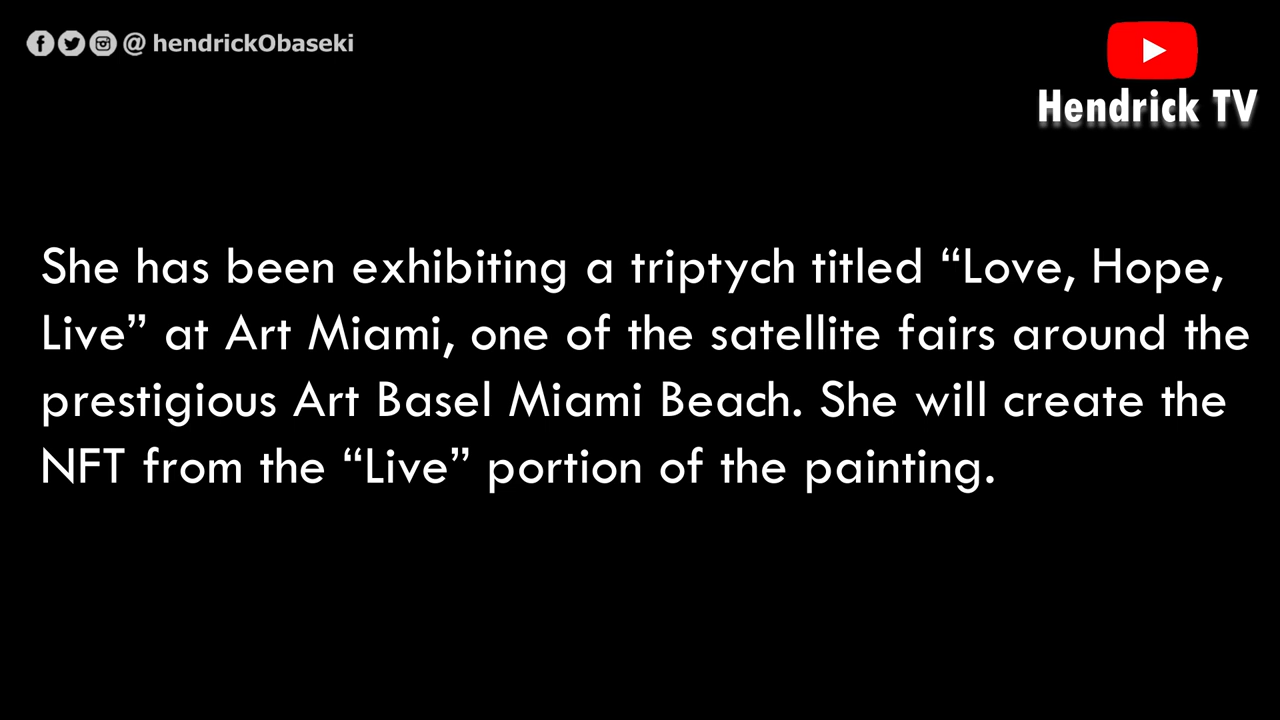 @ hendrickObaseki
Hendrick TV
She has been exhibiting a triptych titled “Love, Hope,
Live” at Art Miami, one of the satellite fairs around the
prestigious Art Basel Miami Beach. She will create the
NFT from the “Live” portion of the painting.